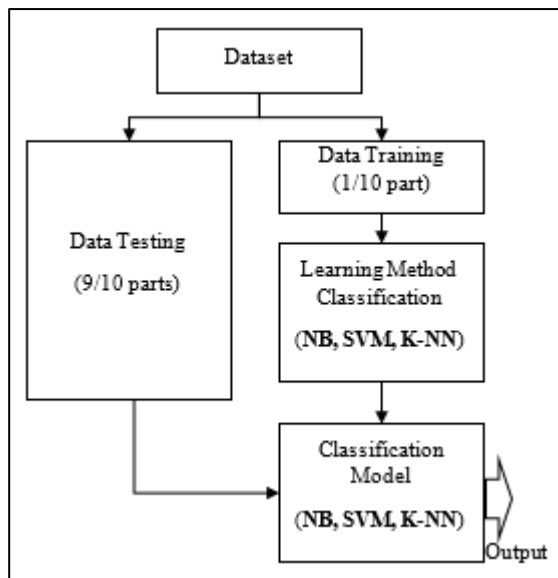 Dataset
Data Testing
(9/10 parts)
Data Training
(1/10 part)
Learning Method
Classification
(NB, SVM, K-NN)
Classification
Model
(NB, SVM, K-NN)
Output